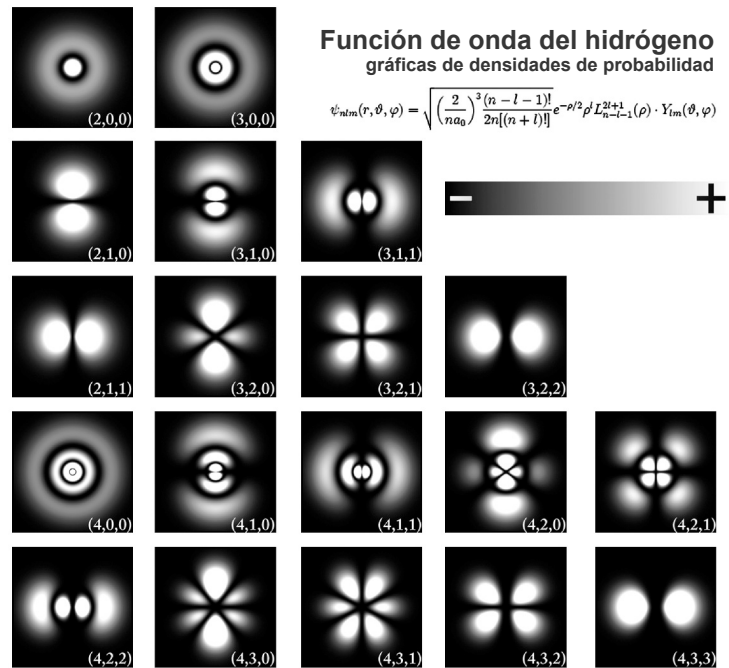 Función de onda del hidrógeno
gráficas de densidades de probabilidad
ψₙₗₘ(r, ϑ, φ) = √((2/(na₀))³ (n − l − 1)!/(2n[(n + l)!])) e^(−ρ/2) ρ^l L_(n−l−1)^(2l+1)(ρ) · Yₗₘ(ϑ, φ)
− +
(2,0,0) (3,0,0)
(2,1,0) (3,1,0) (3,1,1)
(2,1,1) (3,2,0) (3,2,1) (3,2,2)
(4,0,0) (4,1,0) (4,1,1) (4,2,0) (4,2,1)
(4,2,2) (4,3,0) (4,3,1) (4,3,2) (4,3,3)